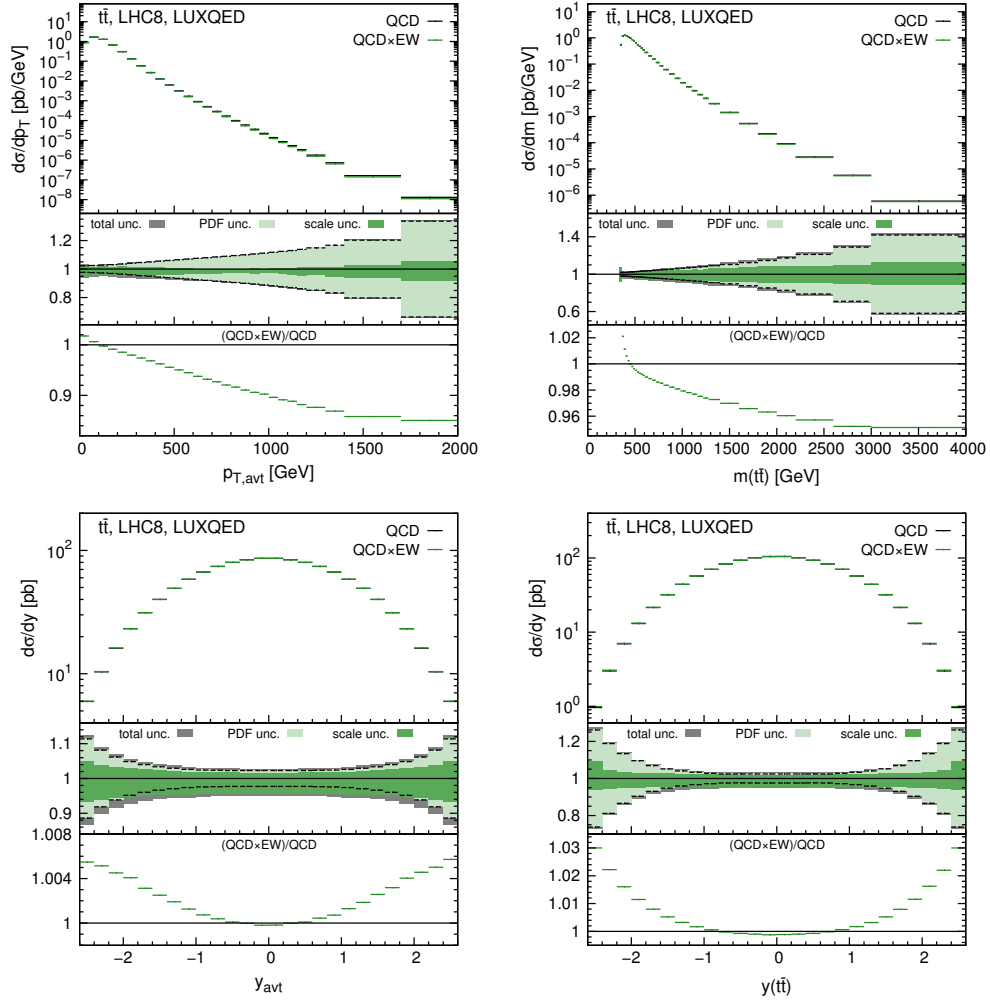 tt̄, LHC8, LUXQED
QCD
QCD×EW
dσ/dp_T [pb/GeV]
10^1
10^0
10^-1
10^-2
10^-3
10^-4
10^-5
10^-6
10^-7
10^-8
total unc. PDF unc. scale unc.
1.2
1
0.8
(QCD×EW)/QCD
1
0.9
0 500 1000 1500 2000
p_T,avt [GeV]
tt̄, LHC8, LUXQED
QCD
QCD×EW
dσ/dm [pb/GeV]
10^1
10^0
10^-1
10^-2
10^-3
10^-4
10^-5
10^-6
total unc. PDF unc. scale unc.
1.4
1
0.6
(QCD×EW)/QCD
1.02
1
0.98
0.96
0 500 1000 1500 2000 2500 3000 3500 4000
m(tt̄) [GeV]
tt̄, LHC8, LUXQED
QCD
QCD×EW
dσ/dy [pb]
10^2
10^1
total unc. PDF unc. scale unc.
1.1
1
0.9
(QCD×EW)/QCD
1.008
1.004
1
−2 −1 0 1 2
y_avt
tt̄, LHC8, LUXQED
QCD
QCD×EW
dσ/dy [pb]
10^2
10^1
10^0
total unc. PDF unc. scale unc.
1.2
1
0.8
(QCD×EW)/QCD
1.03
1.02
1.01
1
−2 −1 0 1 2
y(tt̄)